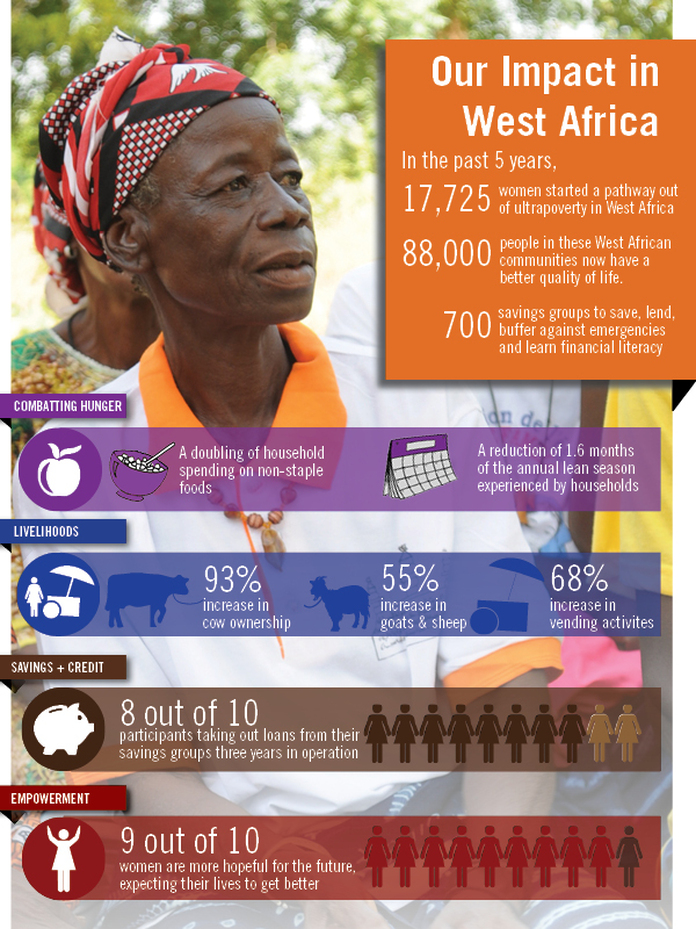 Our Impact in
West Africa
In the past 5 years,
17,725 women started a pathway out
of ultrapoverty in West Africa
88,000 people in these West African
communities now have a
better quality of life.
700 savings groups to save, lend,
buffer against emergencies
and learn financial literacy
COMBATTING HUNGER
A doubling of household
spending on non-staple
foods
A reduction of 1.6 months
of the annual lean season
experienced by households
LIVELIHOODS
93%
increase in
cow ownership
55%
increase in
goats & sheep
68%
increase in
vending activites
SAVINGS + CREDIT
8 out of 10
participants taking out loans from their
savings groups three years in operation
EMPOWERMENT
9 out of 10
women are more hopeful for the future,
expecting their lives to get better